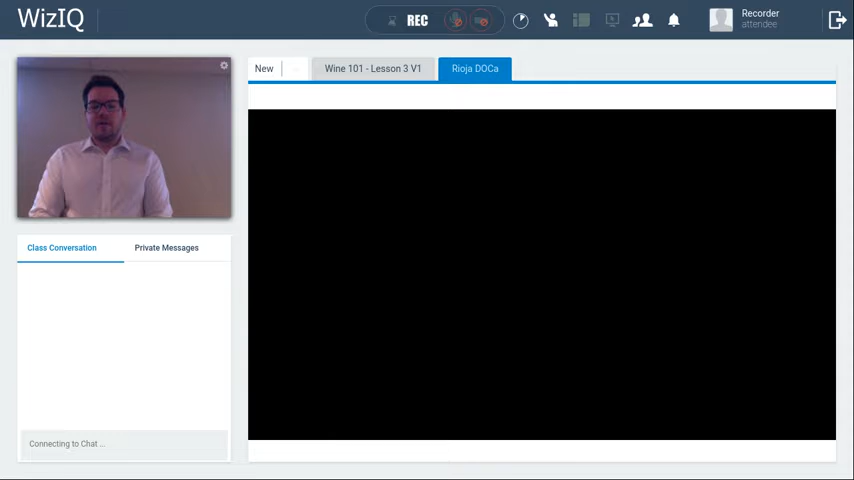 WizIQ
REC
Recorder
attendee
New
Wine 101 - Lesson 3 V1
Rioja DOCa
Class Conversation
Private Messages
Connecting to Chat ...